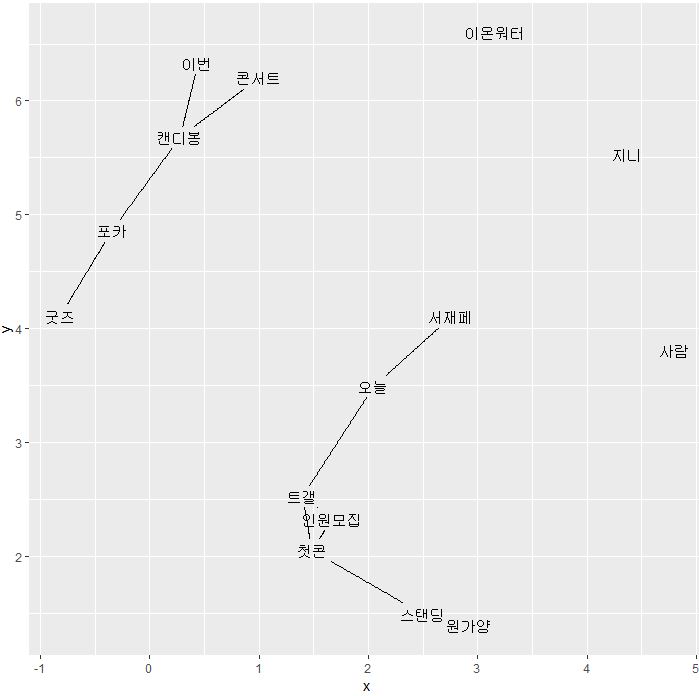 이온워터
이번
콘서트
6
캔디봉
지니
5
포카
굿즈
서재페
y
4
사람
오늘
3
트갤
인원모집
첫콘
2
스탠딩
원가양
-1 0 1 2 3 4 5
x